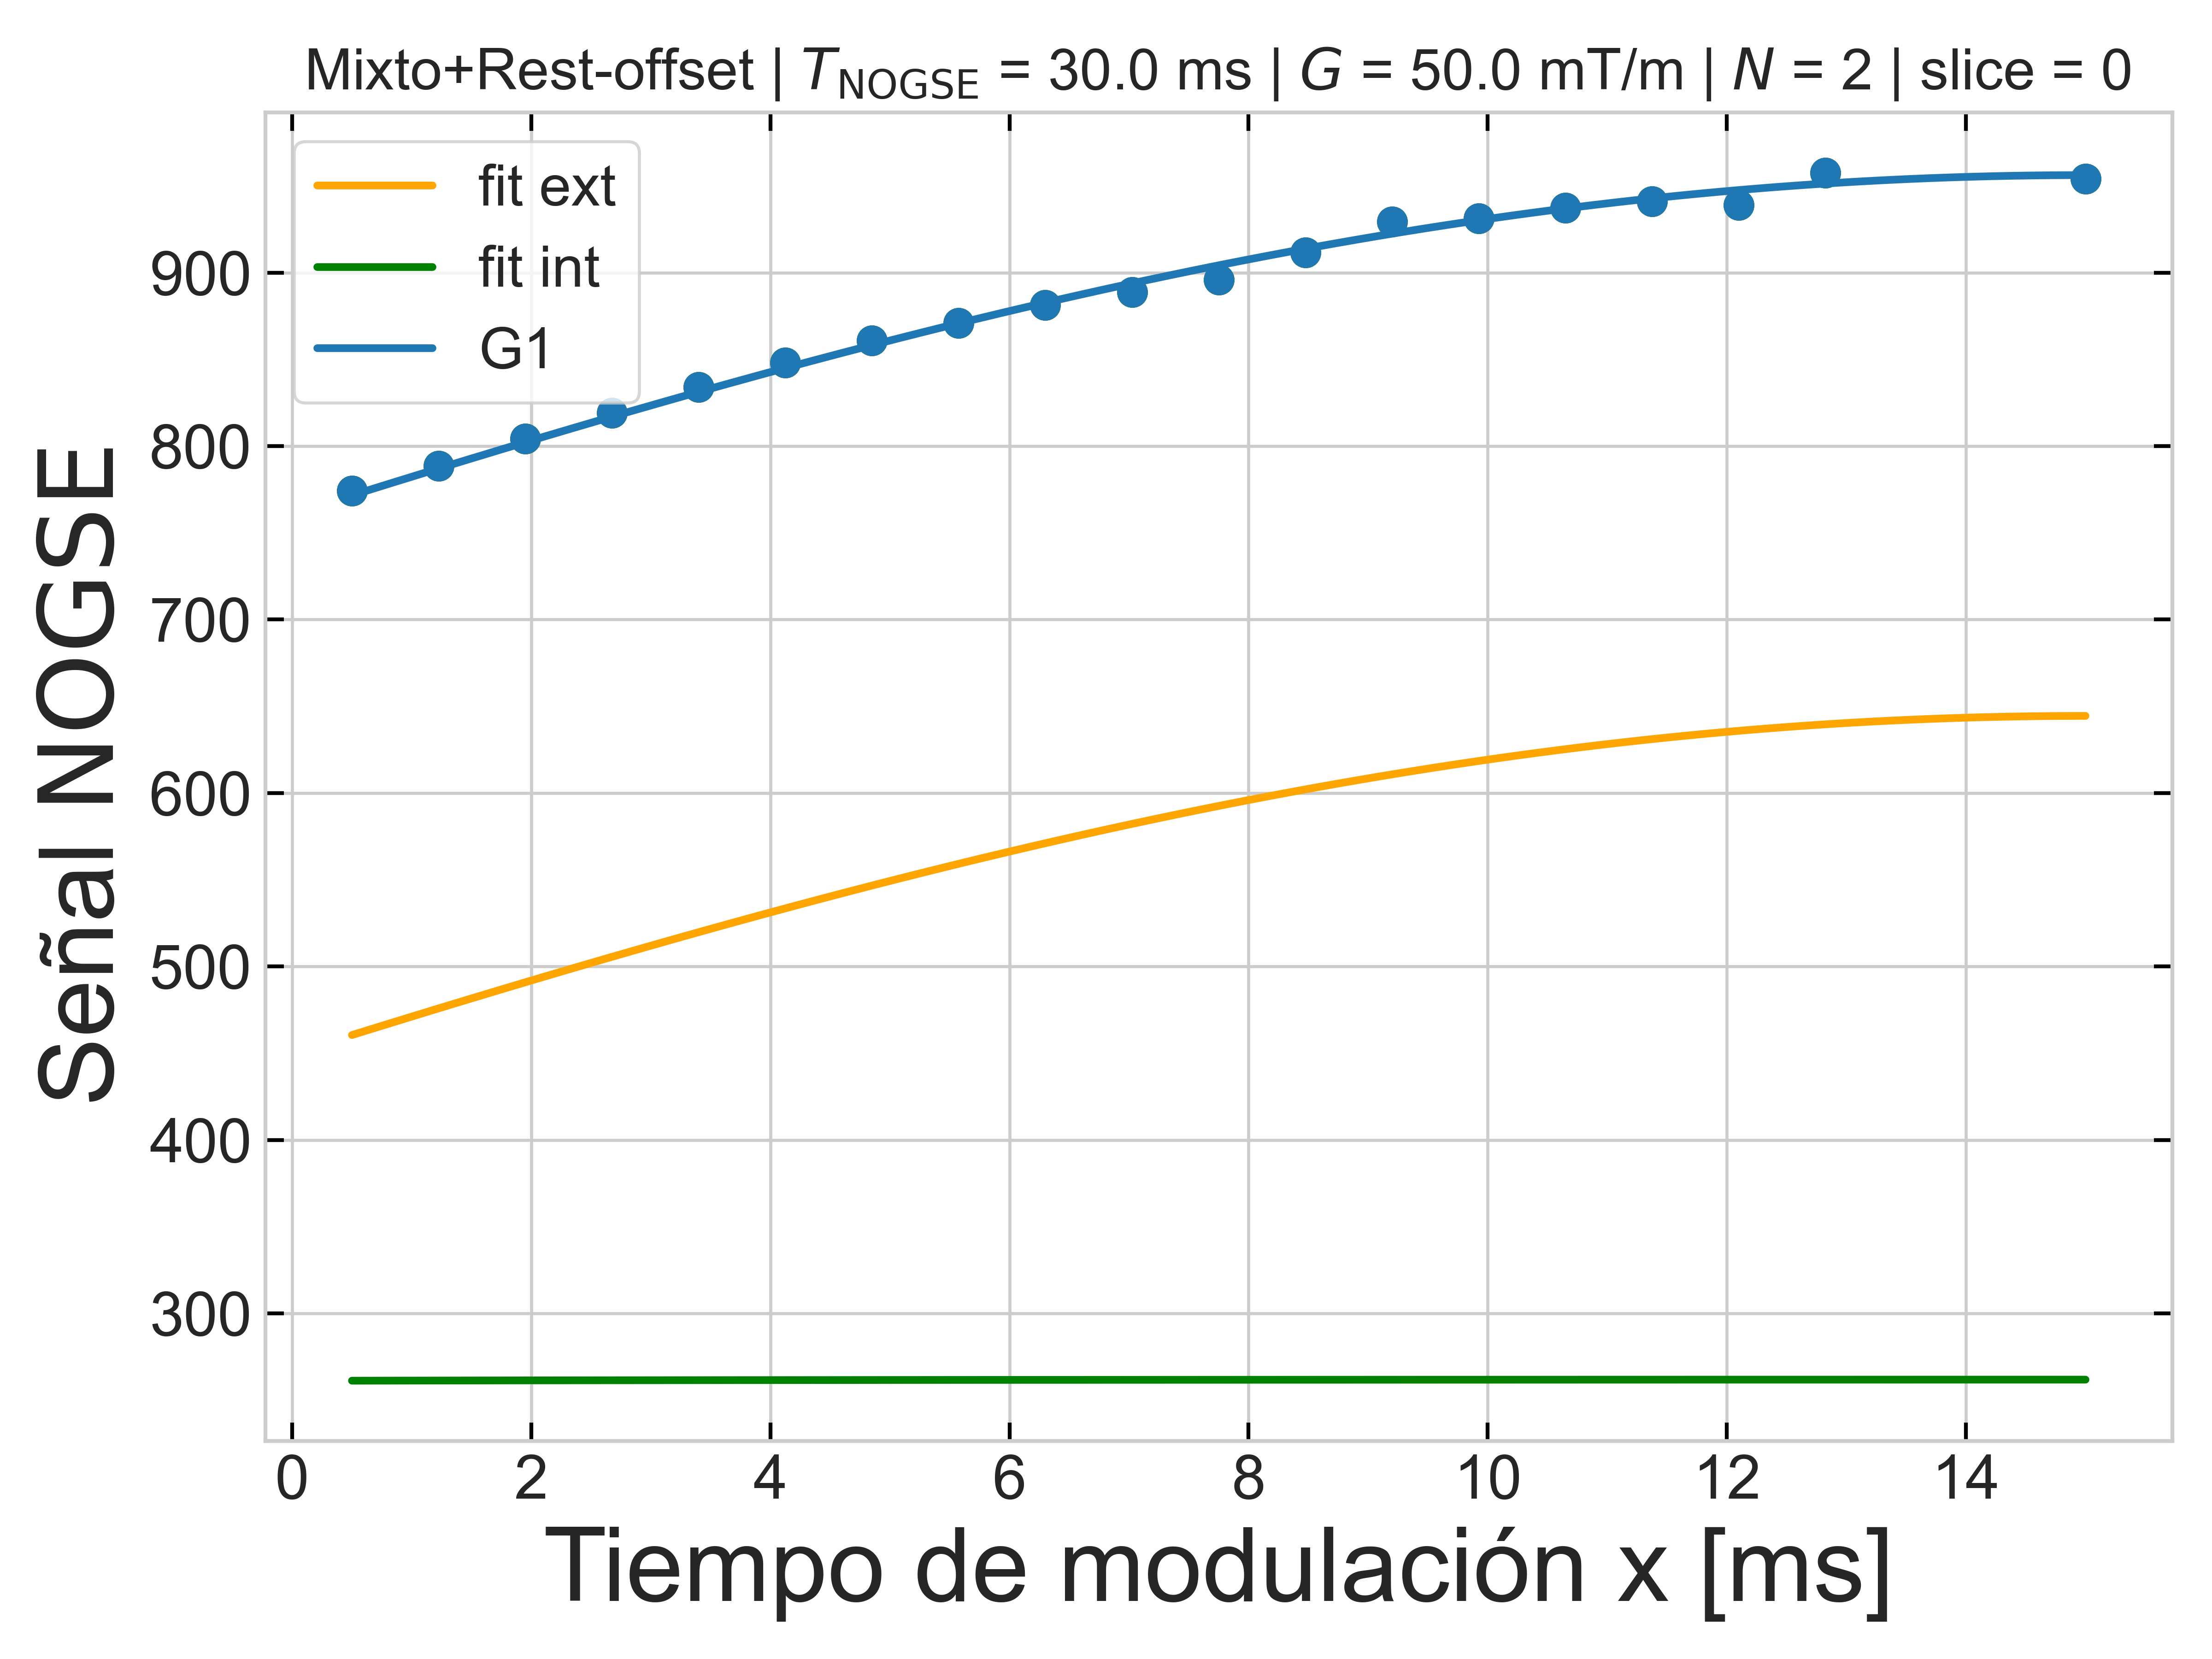 Mixto+Rest-offset | T_NOGSE = 30.0 ms | G = 50.0 mT/m | N = 2 | slice = 0
fit ext
fit int
G1
Señal NOGSE
900
800
700
600
500
400
300
0 2 4 6 8 10 12 14
Tiempo de modulación x [ms]